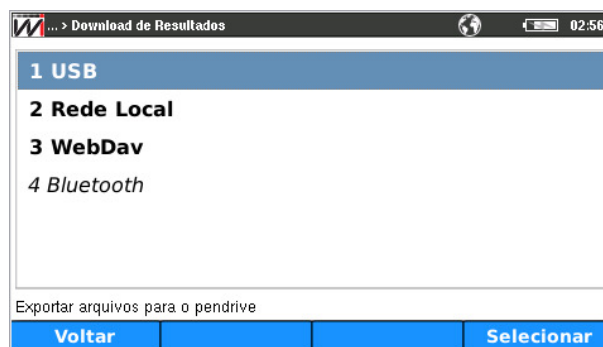 ... > Download de Resultados 02:56
1 USB
2 Rede Local
3 WebDav
4 Bluetooth
Exportar arquivos para o pendrive
Voltar Selecionar